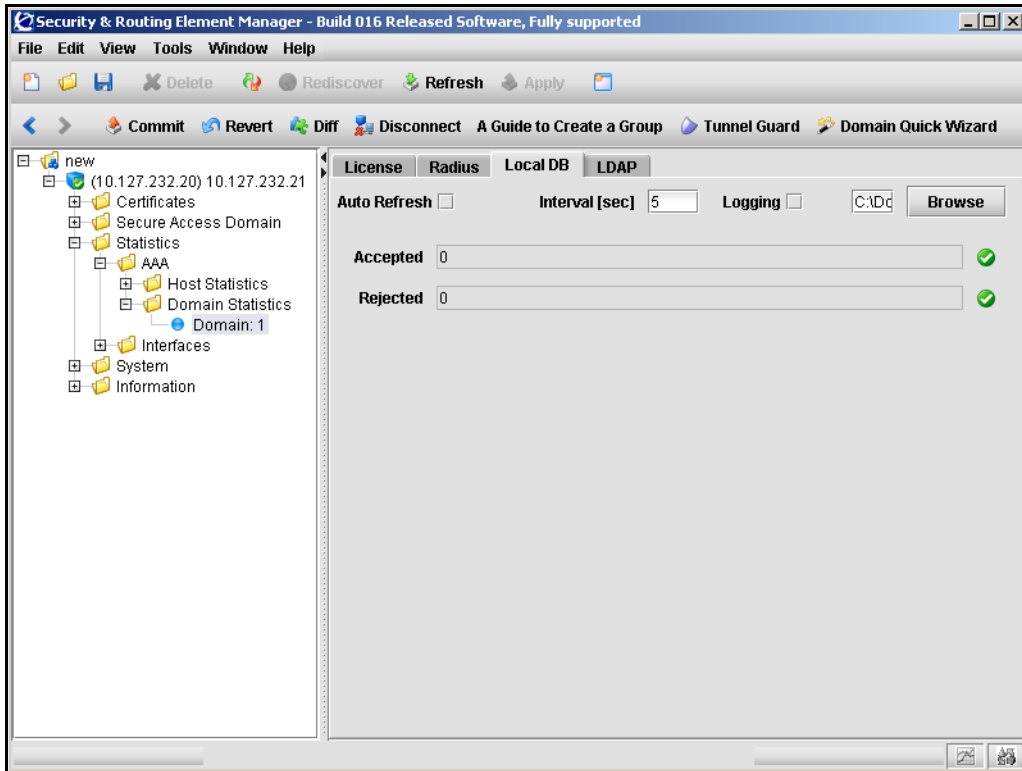 Security & Routing Element Manager - Build 016 Released Software, Fully supported
File Edit View Tools Window Help
Delete Rediscover Refresh Apply
Commit Revert Diff Disconnect A Guide to Create a Group Tunnel Guard Domain Quick Wizard
new
(10.127.232.20) 10.127.232.21
Certificates
Secure Access Domain
Statistics
AAA
Host Statistics
Domain Statistics
Domain: 1
Interfaces
System
Information
License Radius Local DB LDAP
Auto Refresh Interval [sec] 5 Logging C:\Dc Browse
Accepted 0
Rejected 0